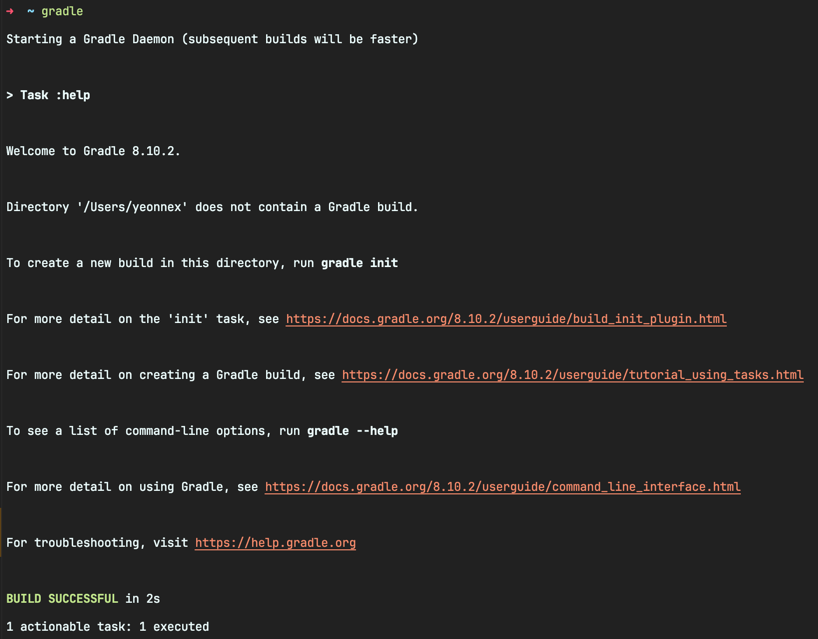 → ~ gradle
Starting a Gradle Daemon (subsequent builds will be faster)
> Task :help
Welcome to Gradle 8.10.2.
Directory '/Users/yeonnex' does not contain a Gradle build.
To create a new build in this directory, run gradle init
For more detail on the 'init' task, see https://docs.gradle.org/8.10.2/userguide/build_init_plugin.html
For more detail on creating a Gradle build, see https://docs.gradle.org/8.10.2/userguide/tutorial_using_tasks.html
To see a list of command-line options, run gradle --help
For more detail on using Gradle, see https://docs.gradle.org/8.10.2/userguide/command_line_interface.html
For troubleshooting, visit https://help.gradle.org
BUILD SUCCESSFUL in 2s
1 actionable task: 1 executed